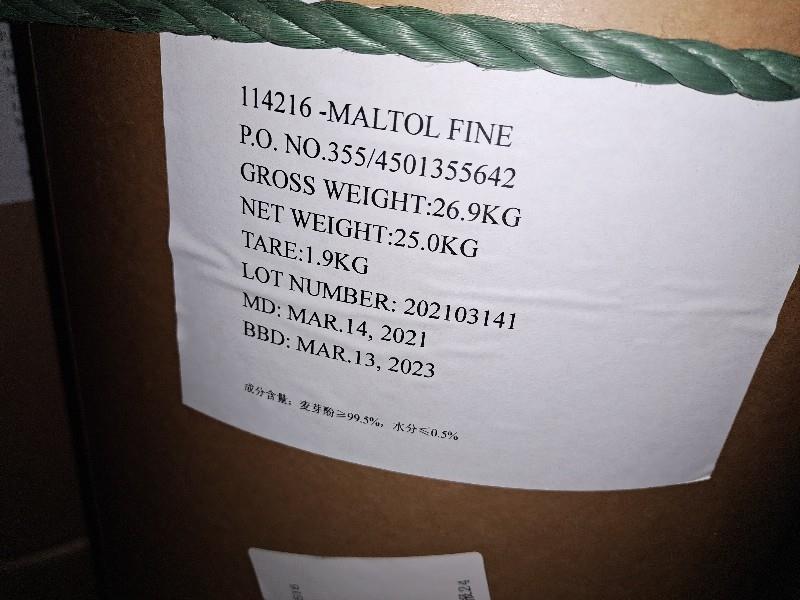 114216 -MALTOL FINE
P.O. NO.355/4501355642
GROSS WEIGHT:26.9KG
NET WEIGHT:25.0KG
TARE:1.9KG
LOT NUMBER: 202103141
MD: MAR.14, 2021
BBD: MAR.13, 2023
成分含量：麦芽酚≥99.5%，水分≤0.5%